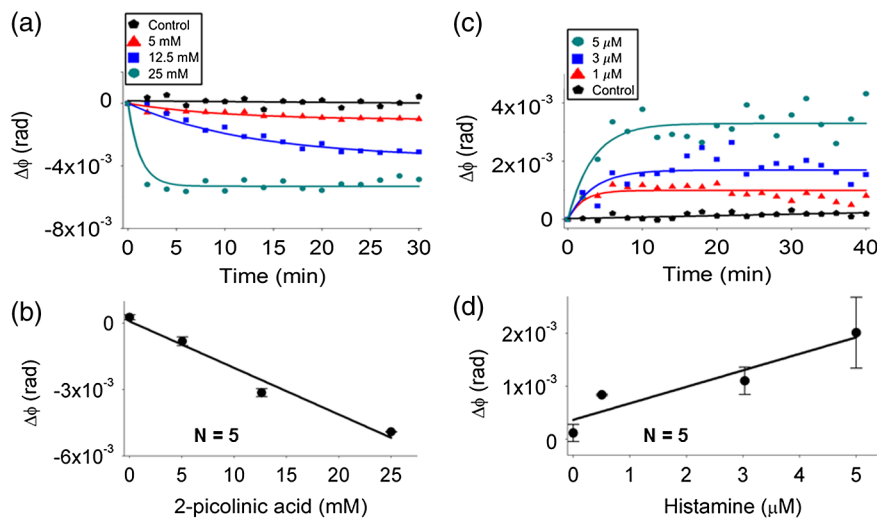 (a)
Control
5 mM
12.5 mM
25 mM
0
-4x10-3
-8x10-3
Δϕ (rad)
0 5 10 15 20 25 30
Time (min)
(c)
5 μM
3 μM
1 μM
Control
4x10-3
2x10-3
0
Δϕ (rad)
0 10 20 30 40
Time (min)
(b)
0
-3x10-3
-6x10-3
Δϕ (rad)
N = 5
0 5 10 15 20 25
2-picolinic acid (mM)
(d)
2x10-3
1x10-3
0
Δϕ (rad)
N = 5
0 1 2 3 4 5
Histamine (μM)